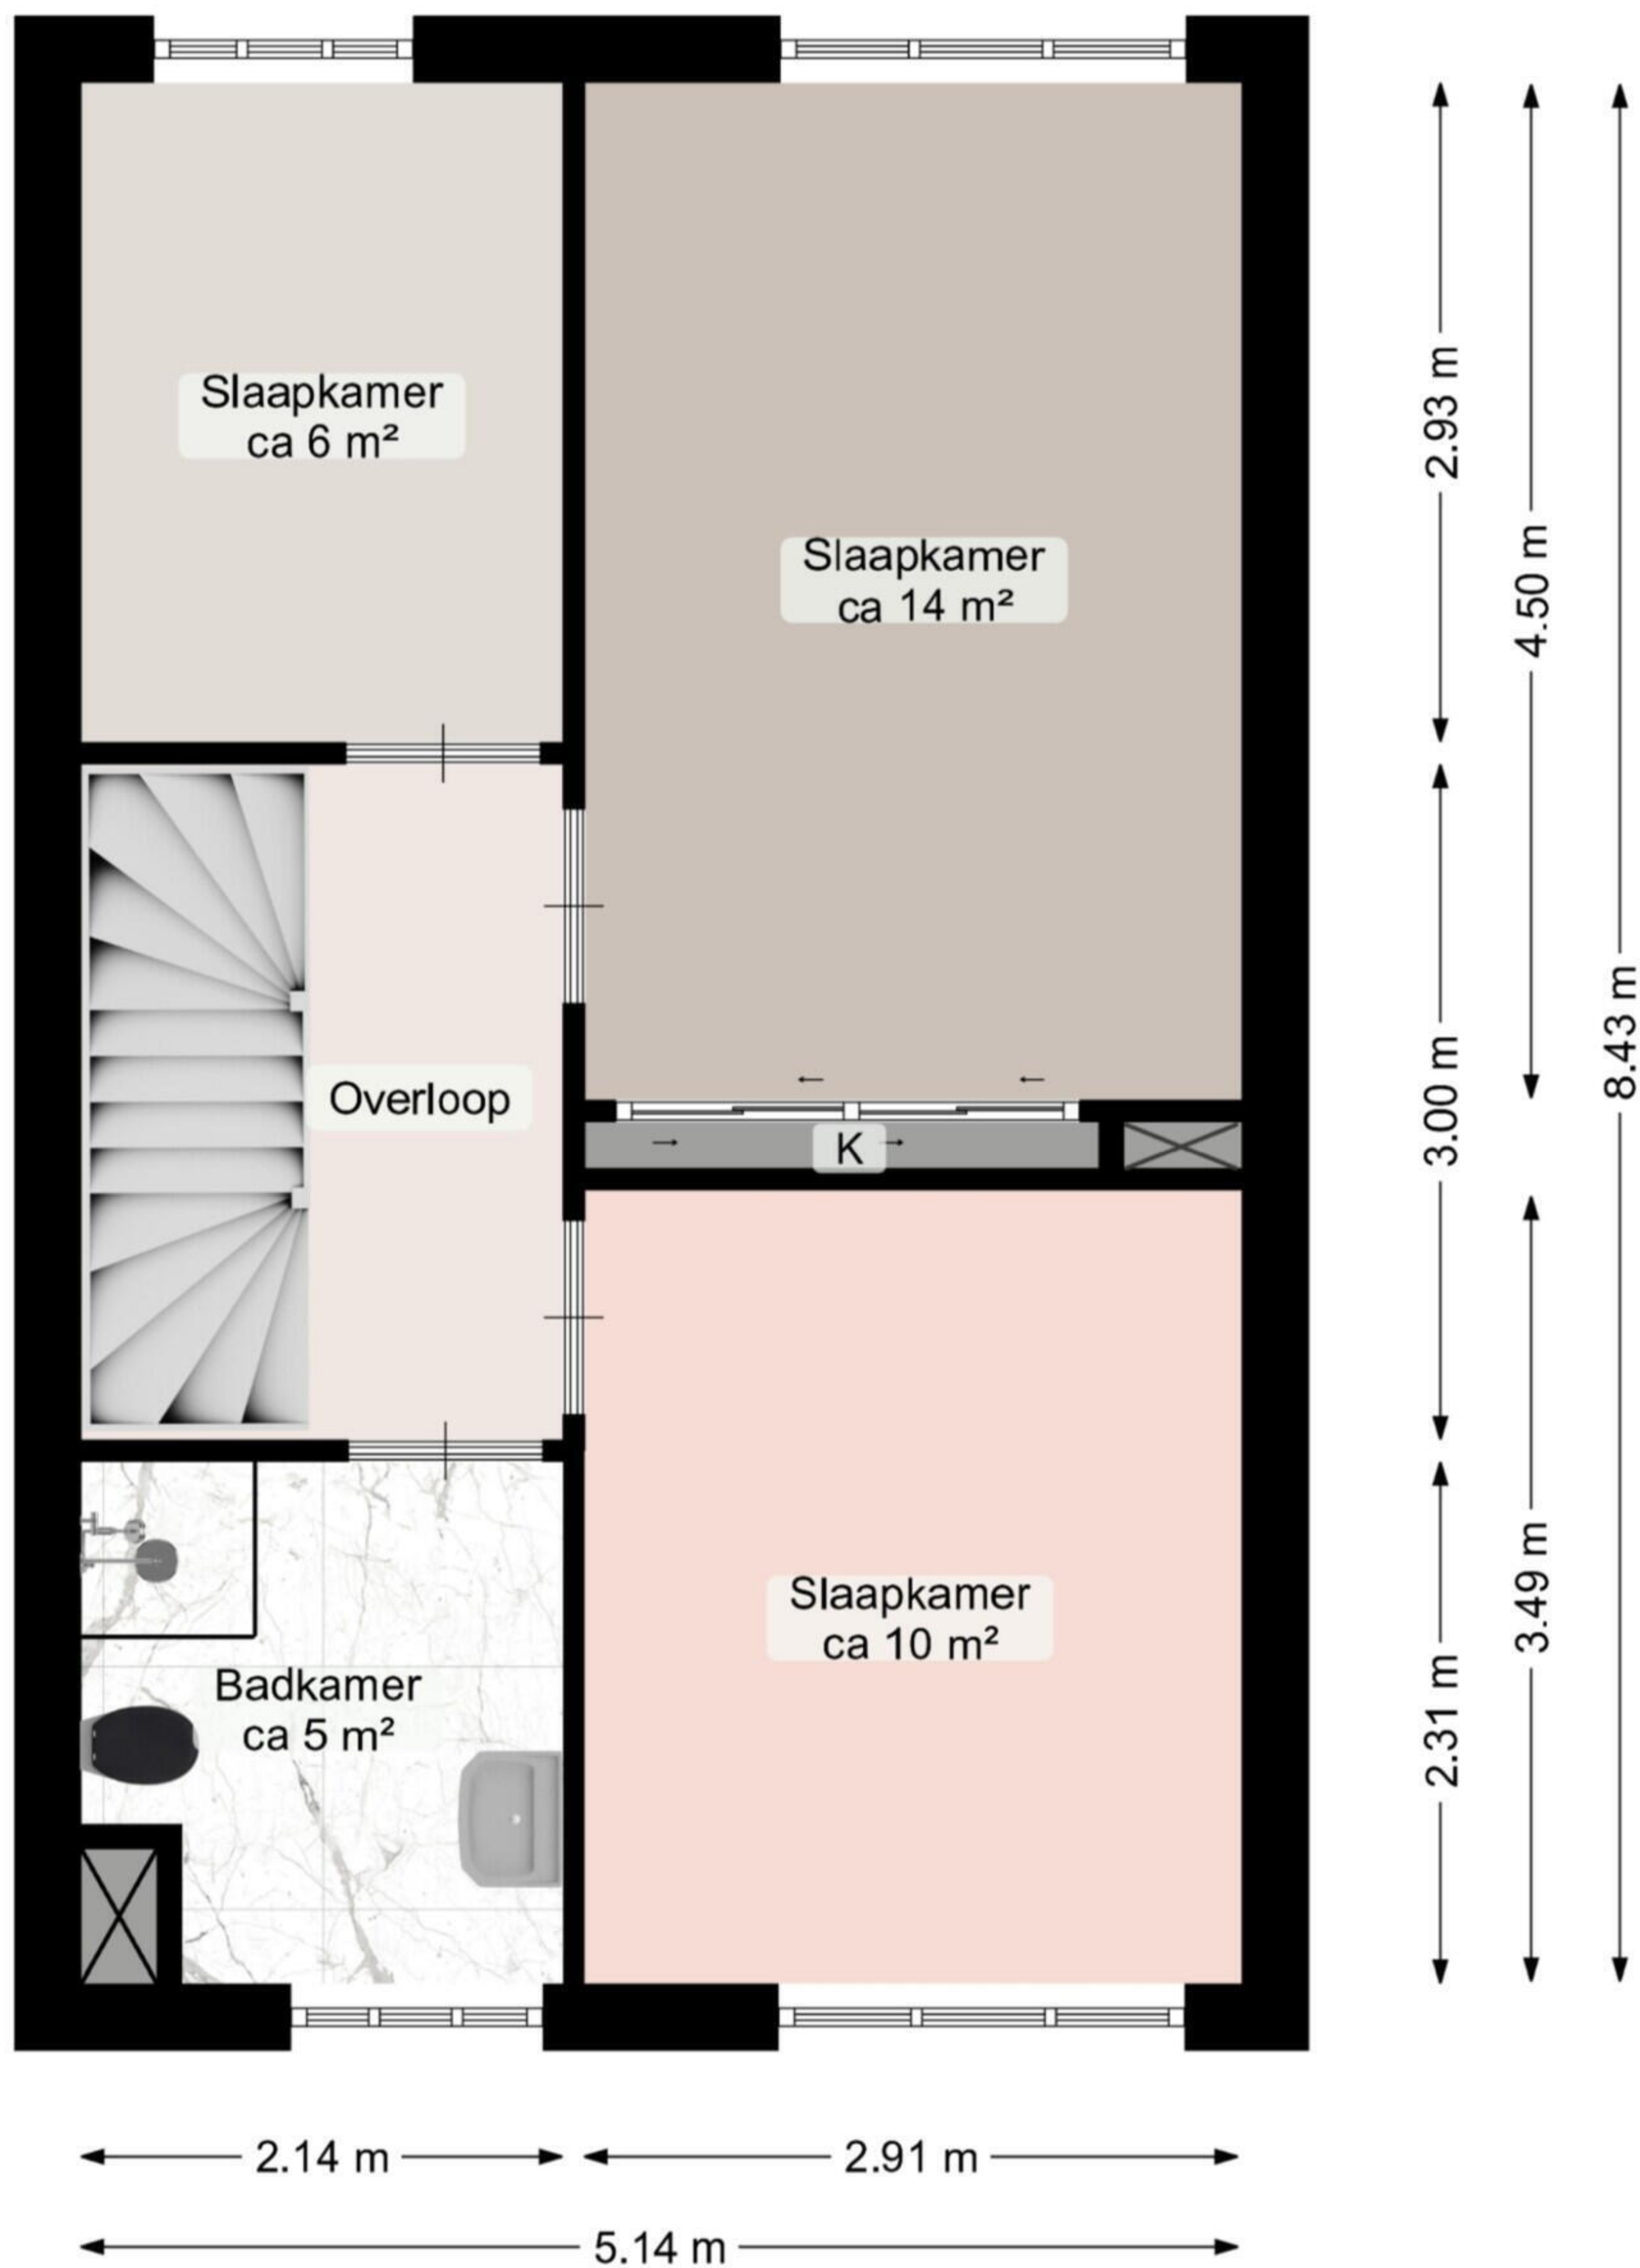 Slaapkamer
ca 6 m²
Slaapkamer
ca 14 m²
Overloop
K
Slaapkamer
ca 10 m²
Badkamer
ca 5 m²
2.93 m
4.50 m
8.43 m
3.00 m
3.49 m
2.31 m
2.14 m
2.91 m
5.14 m